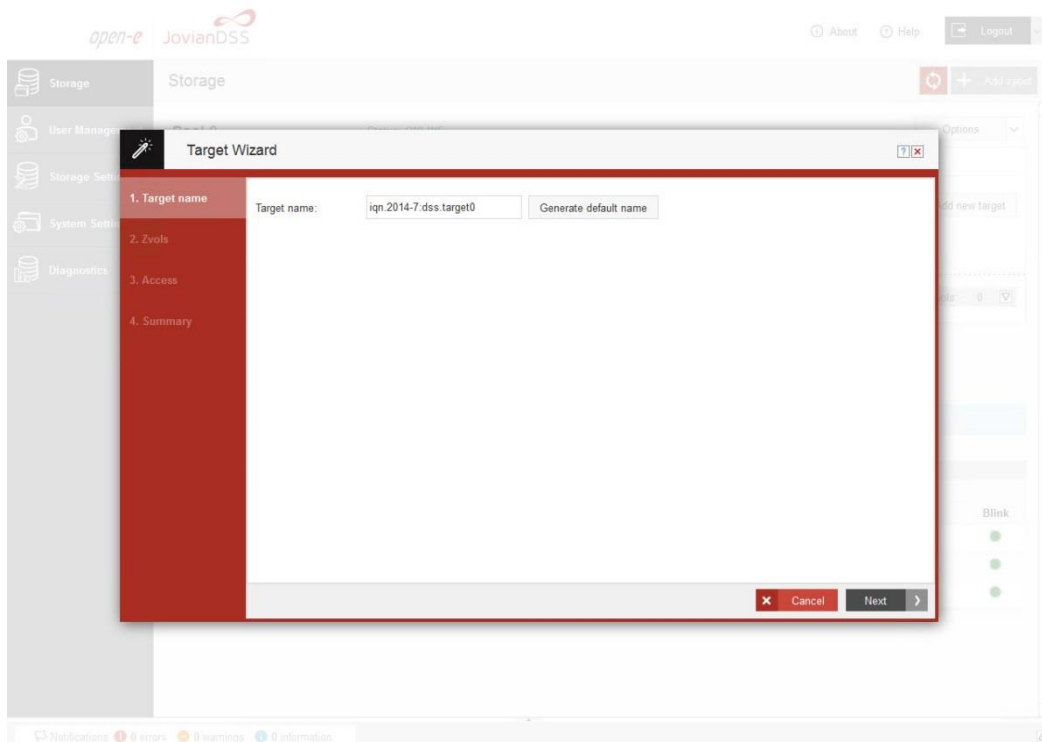 open-e JovianDSS
About Help Logout
Storage Storage
User Manage
Target Wizard
Options
Storage Setti
1. Target name
Target name: iqn.2014-7:dss.target0 Generate default name
dd new target
System Settin
2. Zvols
Diagnostics
3. Access
0
4. Summary
Blink
Cancel Next
Notifications 0 errors 0 warnings 0 information